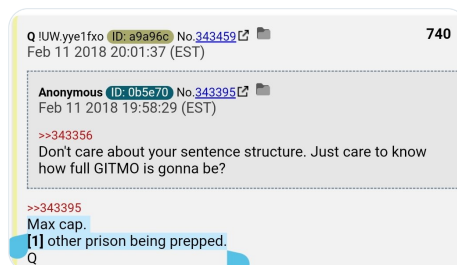 Q !UW.yye1fxo ID: a9a96c No.343459 740
Feb 11 2018 20:01:37 (EST)
Anonymous ID: 0b5e70 No.343395
Feb 11 2018 19:58:29 (EST)
>>343356
Don't care about your sentence structure. Just care to know
how full GITMO is gonna be?
>>343395
Max cap.
[1] other prison being prepped.
Q